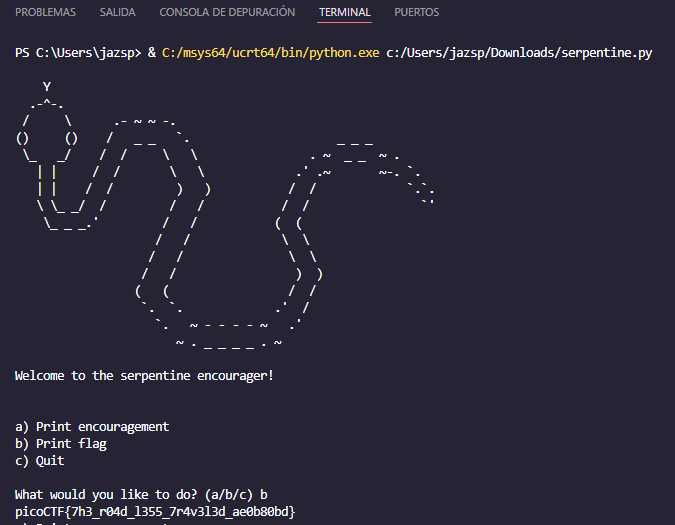 PROBLEMAS SALIDA CONSOLA DE DEPURACIÓN TERMINAL PUERTOS
PS C:\Users\jazsp> & C:/msys64/ucrt64/bin/python.exe c:/Users/jazsp/Downloads/serpentine.py
Y
Welcome to the serpentine encourager!
a) Print encouragement
b) Print flag
c) Quit
What would you like to do? (a/b/c) b
picoCTF{7h3_r04d_l355_7r4v3l3d_ae0b80bd}